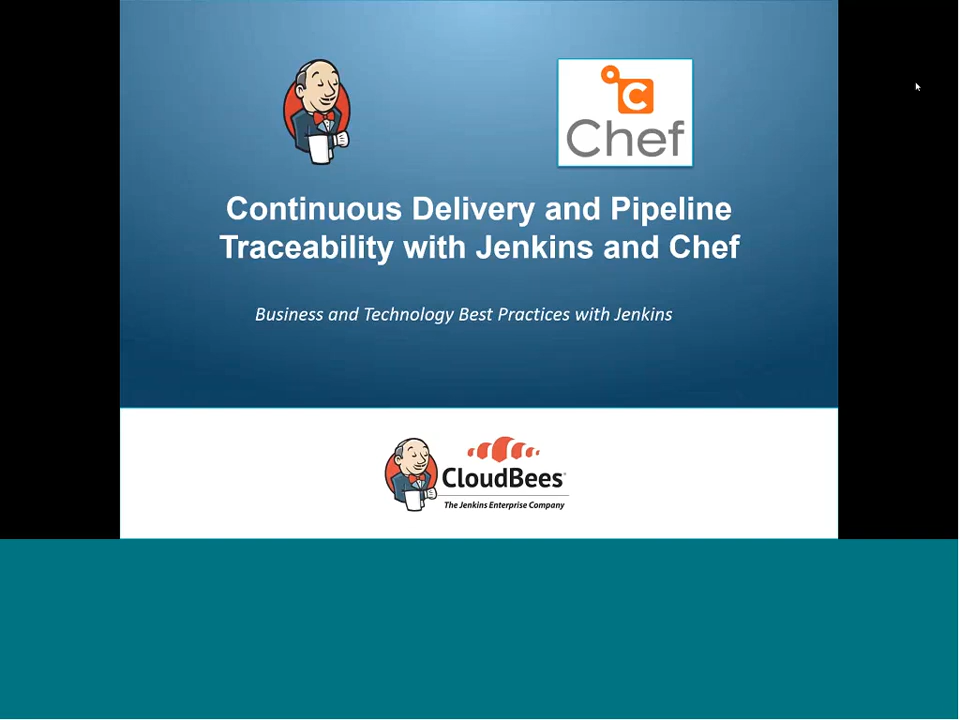 Chef
Continuous Delivery and Pipeline
Traceability with Jenkins and Chef
Business and Technology Best Practices with Jenkins
CloudBees
The Jenkins Enterprise Company